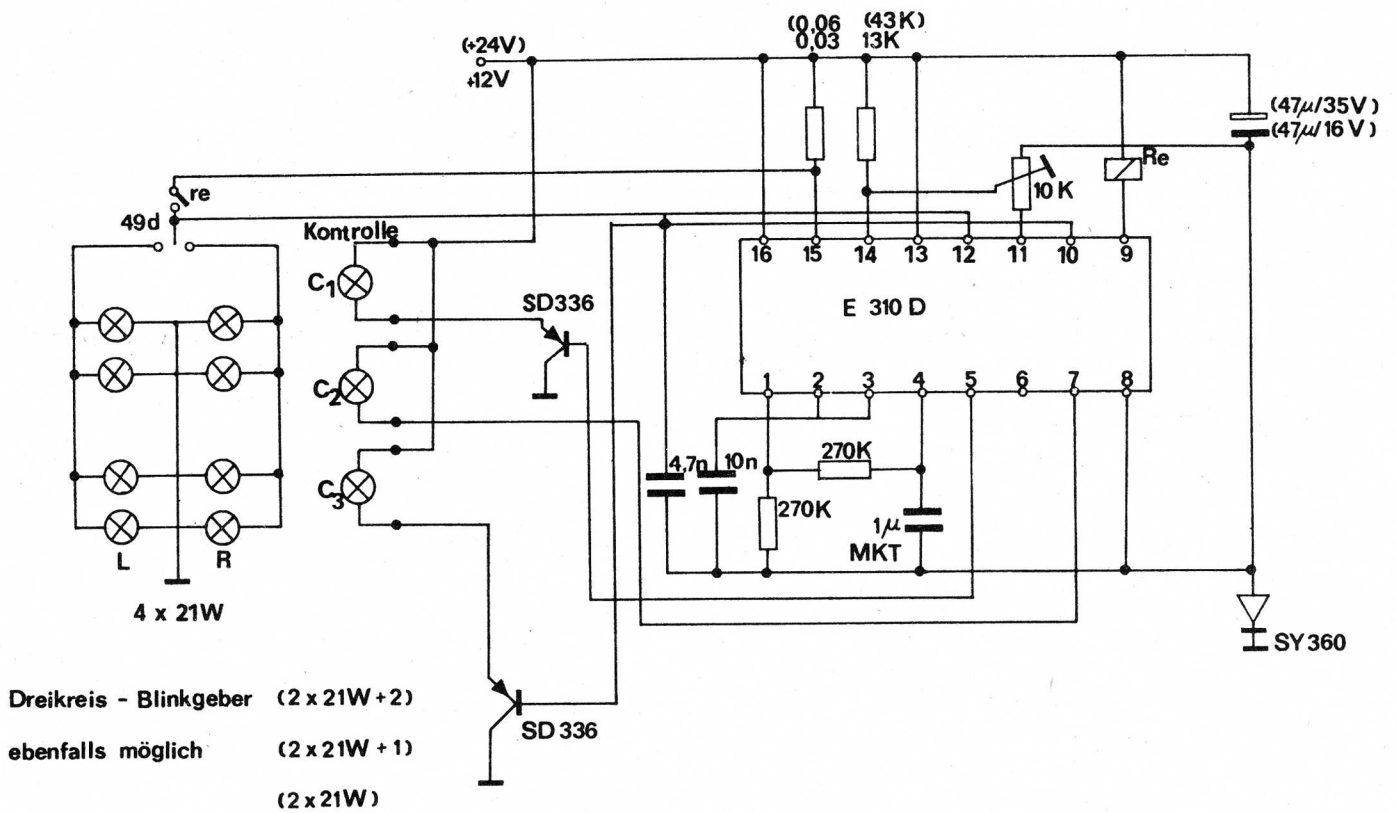 (+24V)
+12V
(0,06
0,03
(43K)
13K
(47µ/35V)
(47µ/16V)
re
49d
Kontrolle
10K
Re
16 15 14 13 12 11 10 9
E 310 D
1 2 3 4 5 6 7 8
C1
SD336
C2
C3
4,7n
10n
270K
270K
1µ
MKT
L R
4 x 21W
SY360
Dreikreis - Blinkgeber (2 x 21W + 2)
ebenfalls möglich (2 x 21W + 1)
(2 x 21W)
SD336